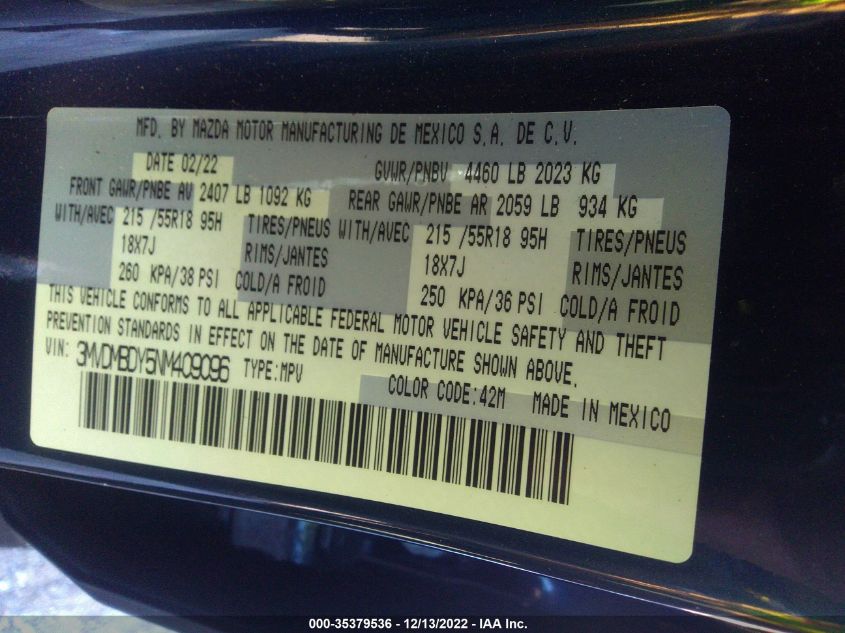 MFD. BY MAZDA MOTOR MANUFACTURING DE MEXICO S.A. DE C.V.
DATE 02/22 GVWR/PNBV 4460 LB 2023 KG
FRONT GAWR/PNBE AV 2407 LB 1092 KG REAR GAWR/PNBE AR 2059 LB 934 KG
WITH/AVEC 215 /55R18 95H TIRES/PNEUS WITH/AVEC 215 /55R18 95H TIRES/PNEUS
18X7J RIMS/JANTES 18X7J RIMS/JANTES
260 KPA/38 PSI COLD/A FROID 250 KPA/36 PSI COLD/A FROID
THIS VEHICLE CONFORMS TO ALL APPLICABLE FEDERAL MOTOR VEHICLE SAFETY AND THEFT
PREVENTION STANDARDS IN EFFECT ON THE DATE OF MANUFACTURE SHOWN ABOVE.
VIN: 3MVDMBDY5NM409096 TYPE:MPV
COLOR CODE:42M MADE IN MEXICO
000-35379536 - 12/13/2022 - IAA Inc.